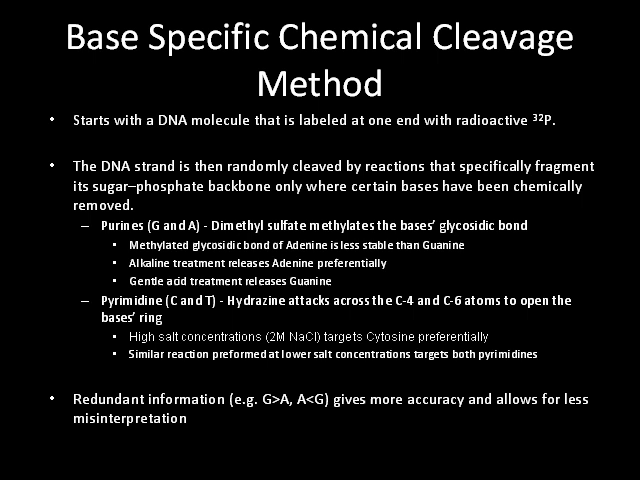 Base Specific Chemical Cleavage
Method
• Starts with a DNA molecule that is labeled at one end with radioactive ³²P.
• The DNA strand is then randomly cleaved by reactions that specifically fragment
its sugar–phosphate backbone only where certain bases have been chemically
removed.
– Purines (G and A) - Dimethyl sulfate methylates the bases' glycosidic bond
• Methylated glycosidic bond of Adenine is less stable than Guanine
• Alkaline treatment releases Adenine preferentially
• Gentle acid treatment releases Guanine
– Pyrimidine (C and T) - Hydrazine attacks across the C-4 and C-6 atoms to open the
bases' ring
• High salt concentrations (2M NaCl) targets Cytosine preferentially
• Similar reaction preformed at lower salt concentrations targets both pyrimidines
• Redundant information (e.g. G>A, A<G) gives more accuracy and allows for less
misinterpretation